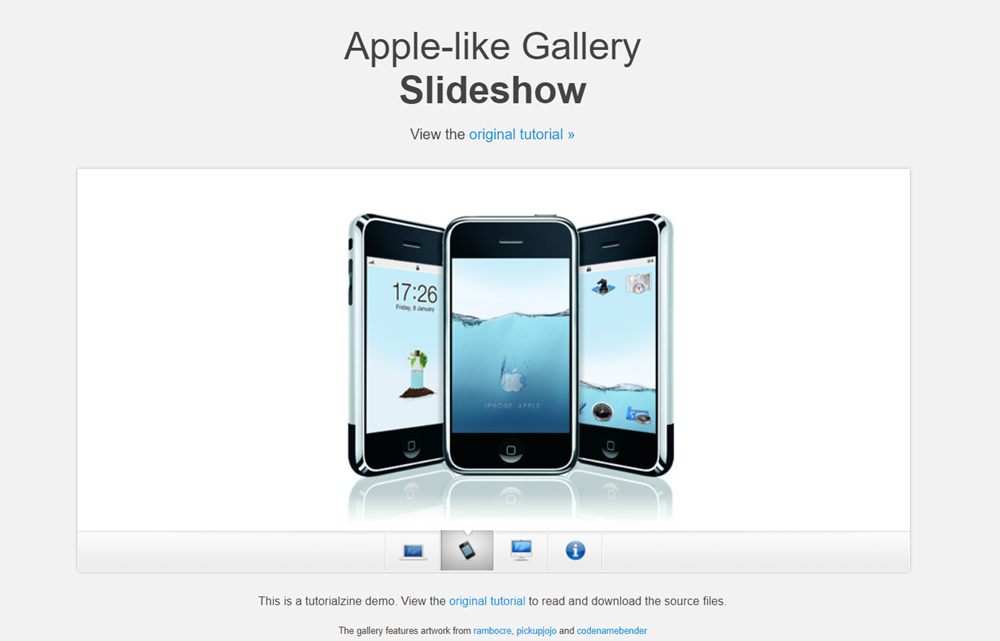 Apple-like Gallery
Slideshow
View the original tutorial »
17:26
Friday, 9 January
IPHONE APPLE
This is a tutorialzine demo. View the original tutorial to read and download the source files.
The gallery features artwork from rambocre, pickupjojo and codenamebender